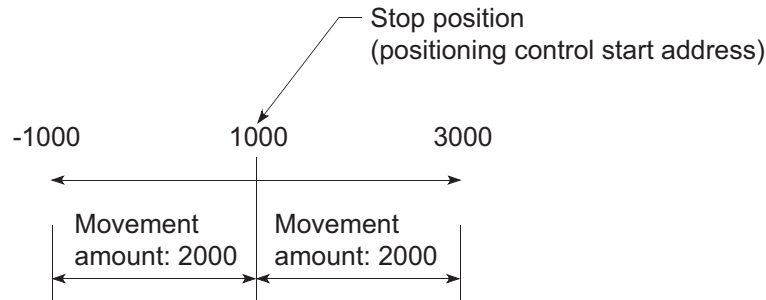 Stop position
(positioning control start address)
-1000 1000 3000
Movement
amount: 2000
Movement
amount: 2000